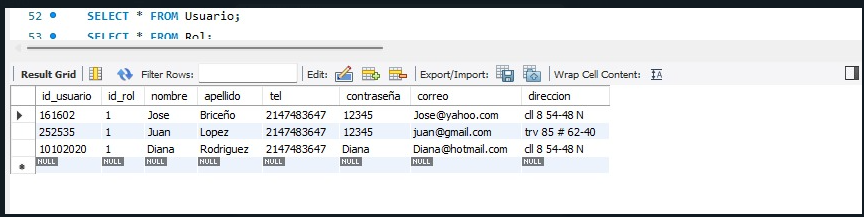 52 SELECT * FROM Usuario;
53 SELECT * FROM Rol;
Result Grid Filter Rows: Edit: Export/Import: Wrap Cell Content: IA
id_usuario id_rol nombre apellido tel contraseña correo direccion
161602 1 Jose Briceño 2147483647 12345 Jose@yahoo.com cll 8 54-48 N
252535 1 Juan Lopez 2147483647 12345 juan@gmail.com trv 85 # 62-40
10102020 1 Diana Rodriguez 2147483647 Diana Diana@hotmail.com cll 8 54-48 N
NULL NULL NULL NULL NULL NULL NULL NULL